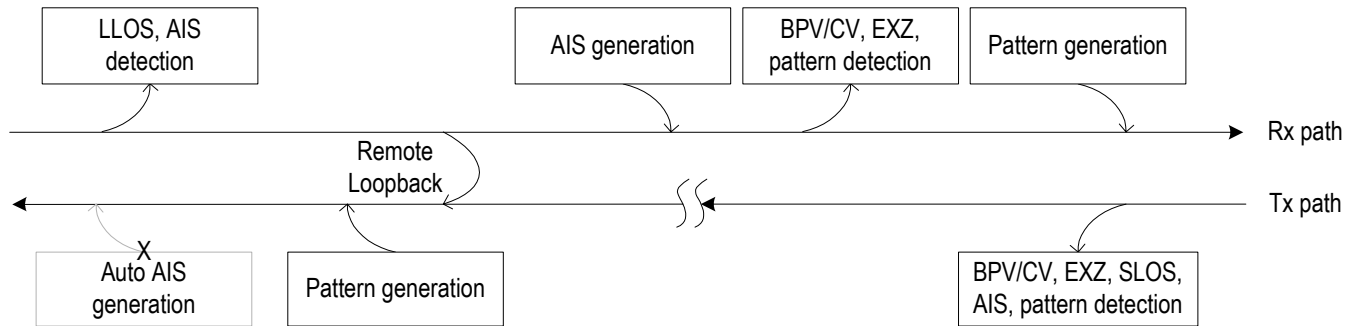 LLOS, AIS
detection
AIS generation
BPV/CV, EXZ,
pattern detection
Pattern generation
Rx path
Remote
Loopback
Tx path
X
Auto AIS
generation
Pattern generation
BPV/CV, EXZ, SLOS,
AIS, pattern detection